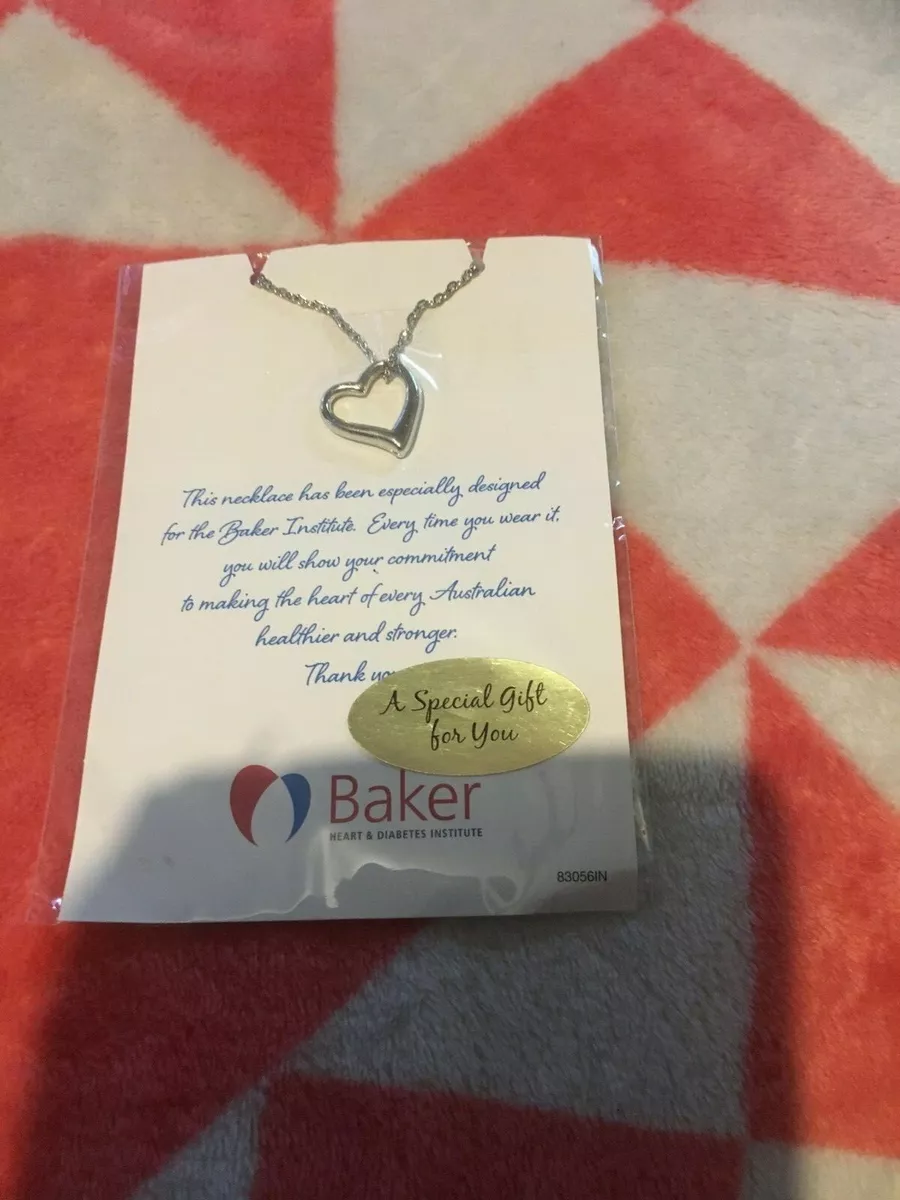 This necklace has been especially designed
for the Baker Institute. Every time you wear it,
you will show your commitment
to making the heart of every Australian
healthier and stronger.
Thank
A Special Gift
for You
Baker
HEART & DIABETES INSTITUTE
83056IN